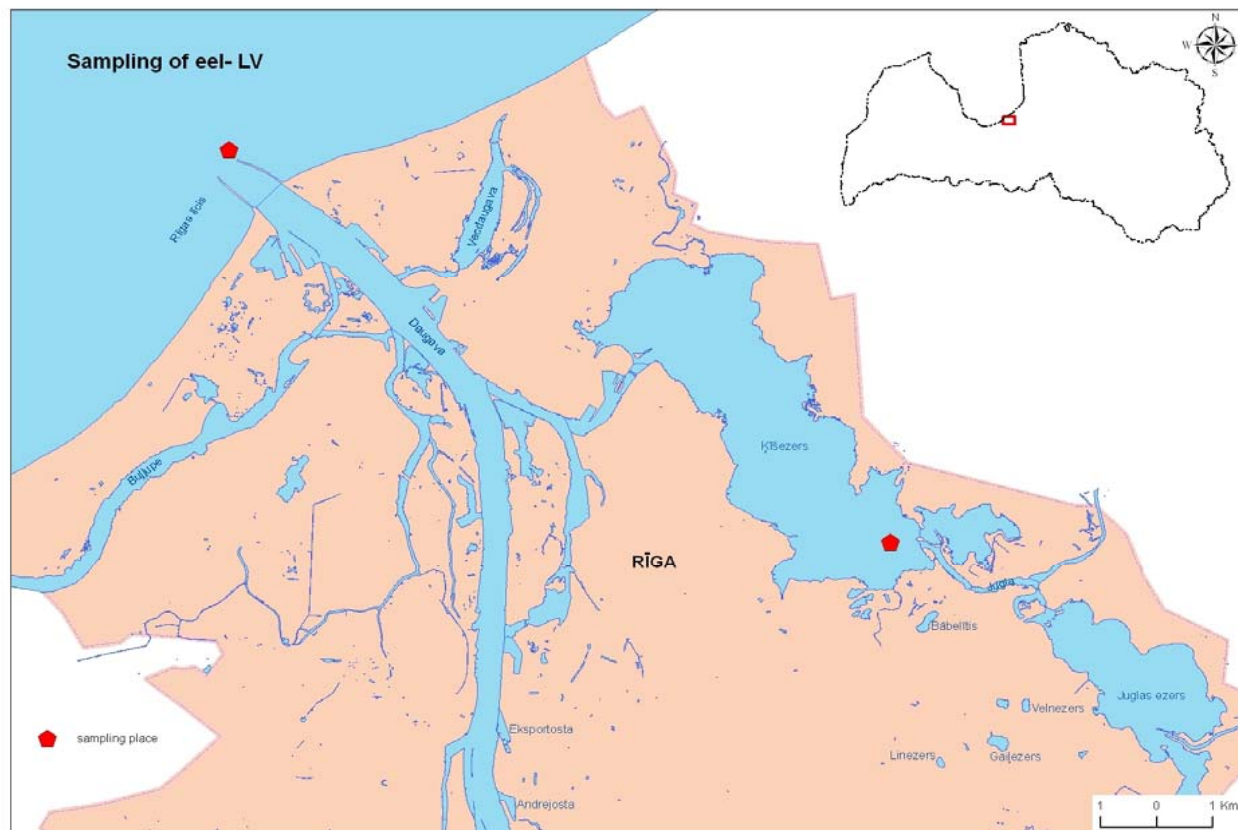 Sampling of eel- LV
N
W
S
Rīgas līcis
Vecdaugava
Daugava
Buļļupe
Ķīšezers
RĪGA
Jugla
Bābelītis
Juglas ezers
Velnezers
Eksportosta
Linezers
Gaiļezers
sampling place
Andrejosta
1 0 1 Km